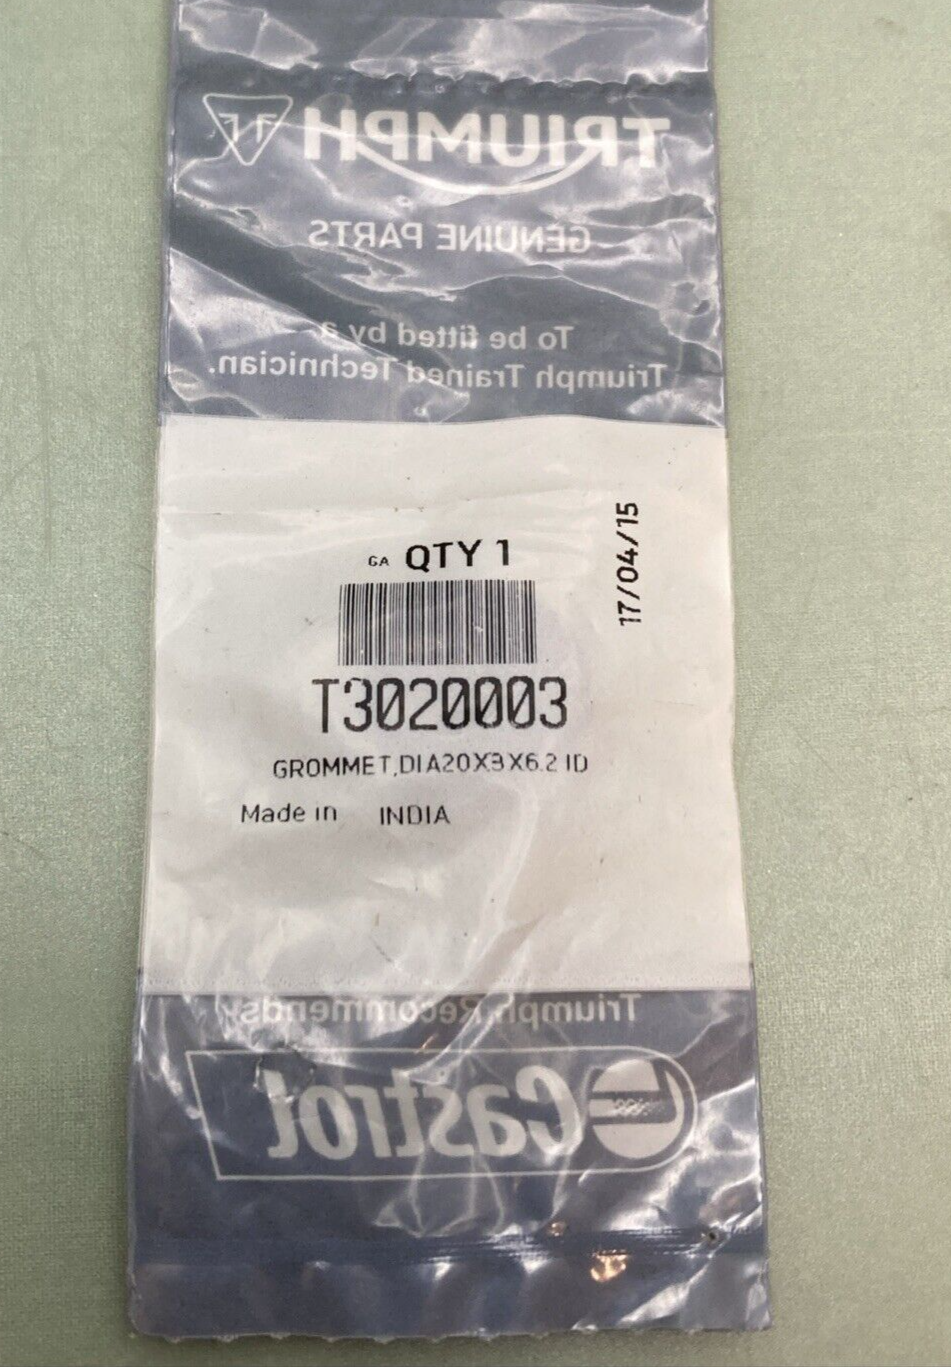 TRIUMPH
GENUINE PARTS
To be fitted by a
Triumph Trained Technician.
GA QTY 1
17/04/15
T3020003
GROMMET,DIA20X3X6.2 ID
Made in INDIA
Triumph Recommends
Castrol